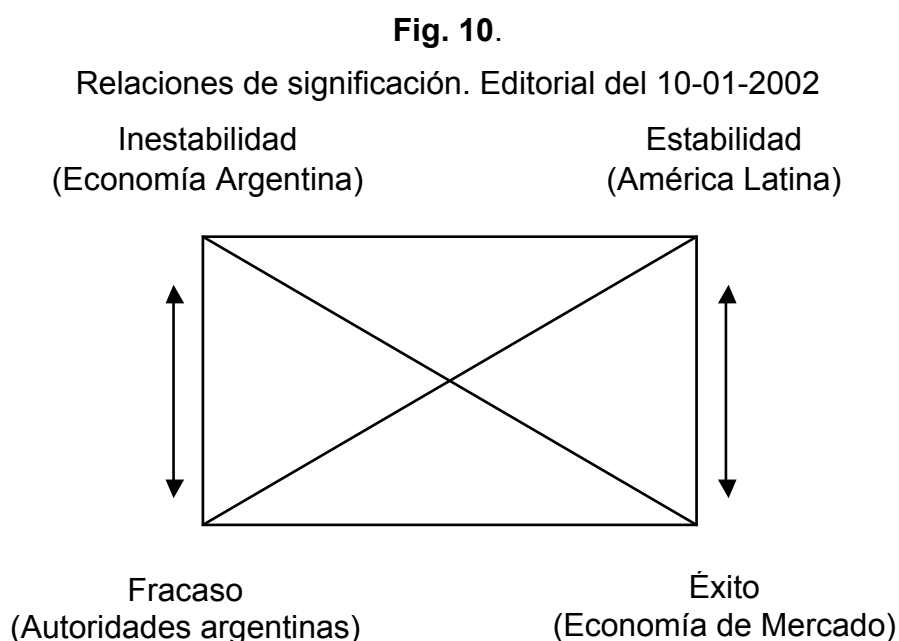 Fig. 10.
Relaciones de significación. Editorial del 10-01-2002
Inestabilidad
(Economía Argentina)
Estabilidad
(América Latina)
Fracaso
(Autoridades argentinas)
Éxito
(Economía de Mercado)